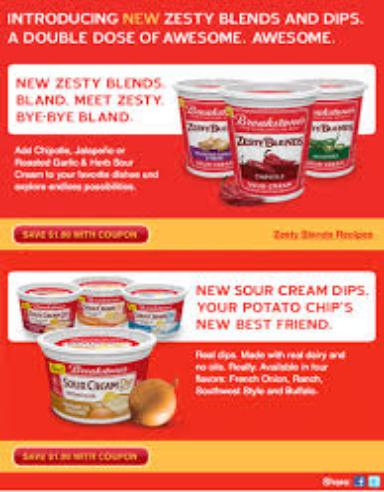 INTRODUCING NEW ZESTY BLENDS AND DIPS.
A DOUBLE DOSE OF AWESOME. AWESOME.
NEW ZESTY BLENDS.
BLAND. MEET ZESTY.
BYE-BYE BLAND.
Add Chipotle, Jalapeño or
Roasted Garlic & Herb Sour
Cream to your favorite dishes and
explore endless possibilities.
Breakstone's
ZESTY BLENDS
CHIPOTLE
SOUR CREAM
SAVE $1.00 WITH COUPON
Zesty Blends Recipes
NEW SOUR CREAM DIPS.
YOUR POTATO CHIP'S
NEW BEST FRIEND.
Real dips. Made with real dairy and
no oils. Really. Available in four
flavors: French Onion, Ranch,
Southwest Style and Buffalo.
Breakstone's
SOUR CREAM
SAVE $1.00 WITH COUPON
Share: